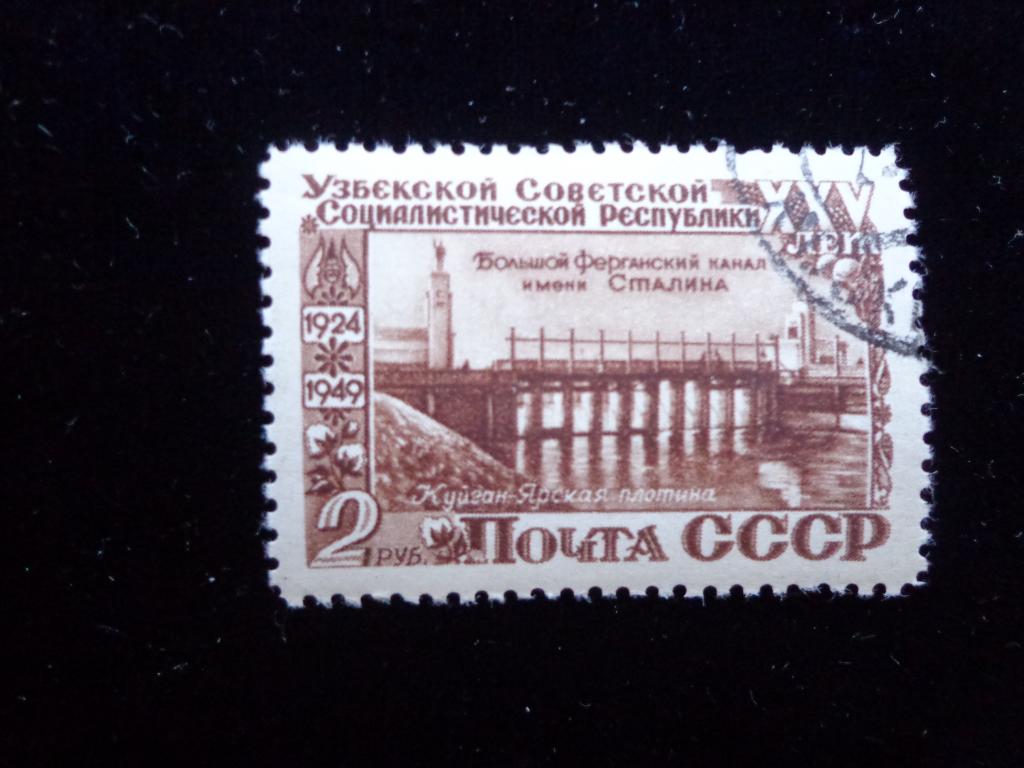 Узбекской Советской
Социалистической Республики
XXV
лет
Большой Ферганский канал
имени Сталина
1924
1949
Куйган-Ярская плотина
2 РУБ.
Почта СССР